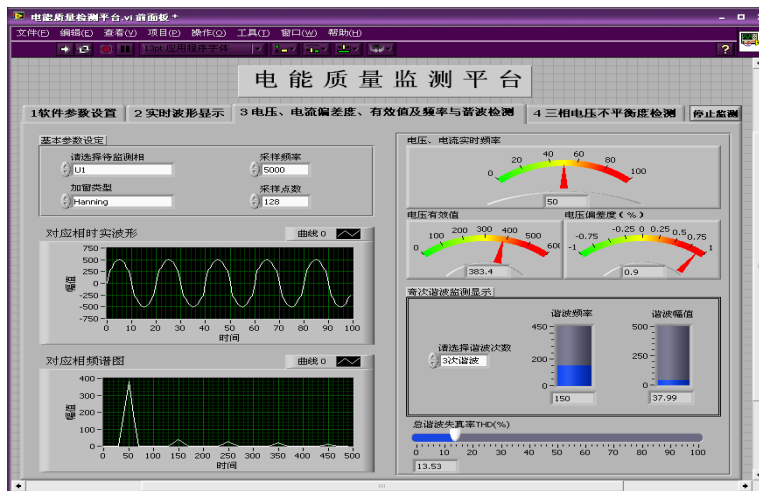 电能质量检测平台.vi 前面板 *
文件(F) 编辑(E) 查看(V) 项目(P) 操作(O) 工具(T) 窗口(W) 帮助(H)
13pt 应用程序字体
?
电能质量监测平台
1软件参数设置 2 实时波形显示 3 电压、电流偏差度、有效值及频率与谐波检测 4 三相电压不平衡度检测 停止监测
基本参数设定
请选择待监测相 采样频率
U1 5000
加窗类型 采样点数
Hanning 128
对应相时实波形 曲线 0
750
500
250
0
-250
-500
-750
幅值
0 10 20 30 40 50 60 70 80 90 100
时间
对应相频谱图 曲线 0
400
300
200
100
0
幅值
0 50 100 150 200 250 300 350 400 450 500
时间
电压、电流实时频率
0 20 40 60 80 100
50
电压有效值 电压偏差度(%)
0 100 200 300 400 500 600
383.4
-1 -0.75 -0.25 0 0.25 0.5 0.75 1
0.9
奇次谐波监测显示
谐波频率 谐波幅值
请选择谐波次数
3次谐波
450 500
200 250
0 0
150 37.99
总谐波失真率THD(%)
0 10 20 30 40 50 60 70 80 90 100
13.53